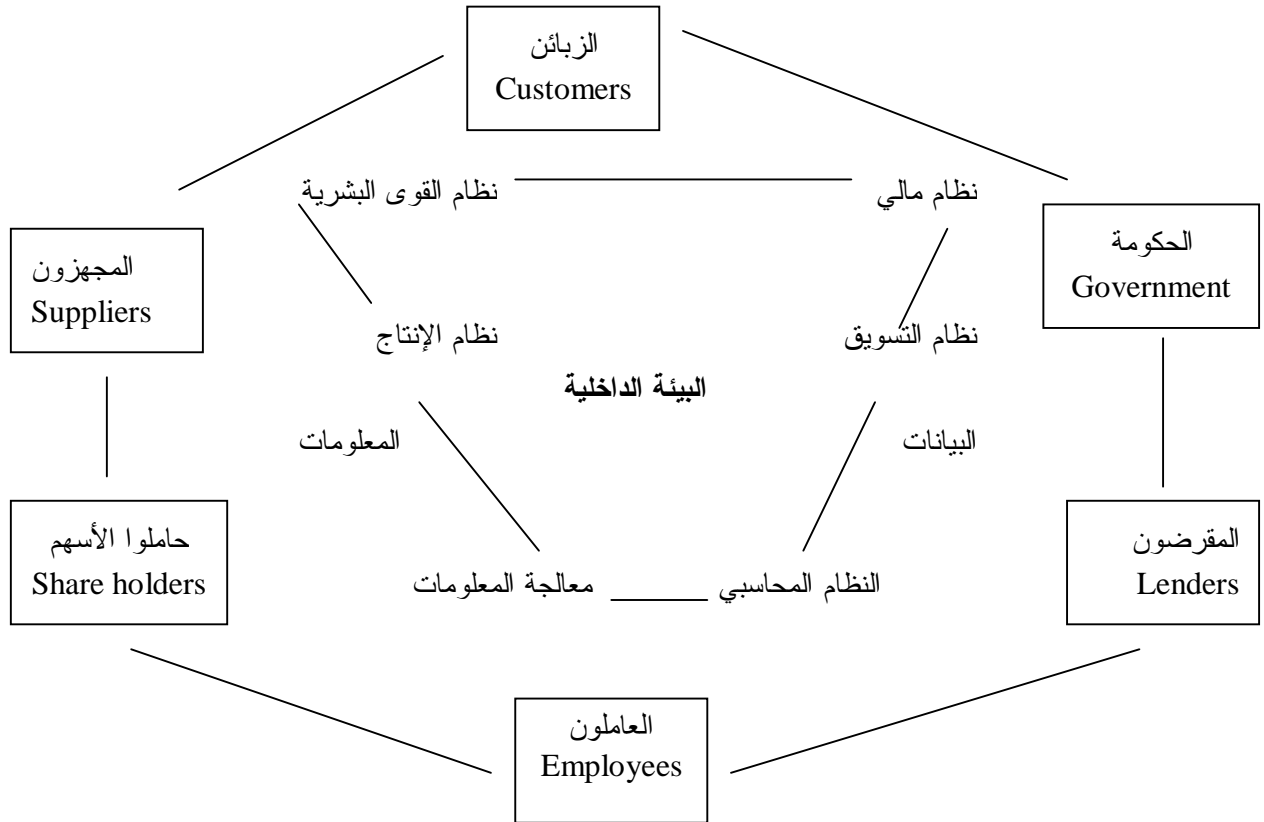 الزبائن
Customers
نظام مالي
نظام القوى البشرية
الحكومة
Government
المجهزون
Suppliers
نظام التسويق
نظام الإنتاج
البيئة الداخلية
البيانات
المعلومات
المقرضون
Lenders
حاملوا الأسهم
Share holders
النظام المحاسبي ______ معالجة المعلومات
العاملون
Employees